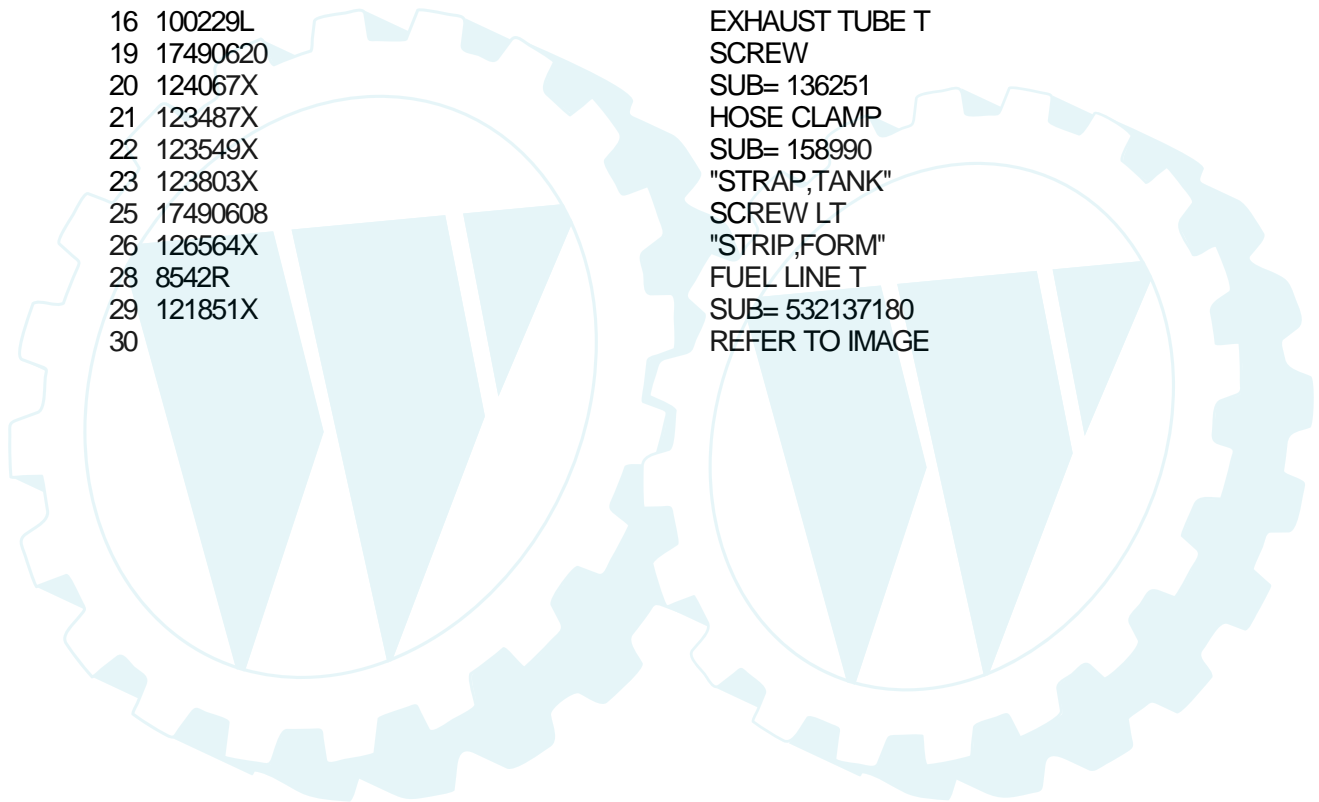 16 100229L EXHAUST TUBE T
19 17490620 SCREW
20 124067X SUB= 136251
21 123487X HOSE CLAMP
22 123549X SUB= 158990
23 123803X "STRAP,TANK"
25 17490608 SCREW LT
26 126564X "STRIP,FORM"
28 8542R FUEL LINE T
29 121851X SUB= 532137180
30 REFER TO IMAGE